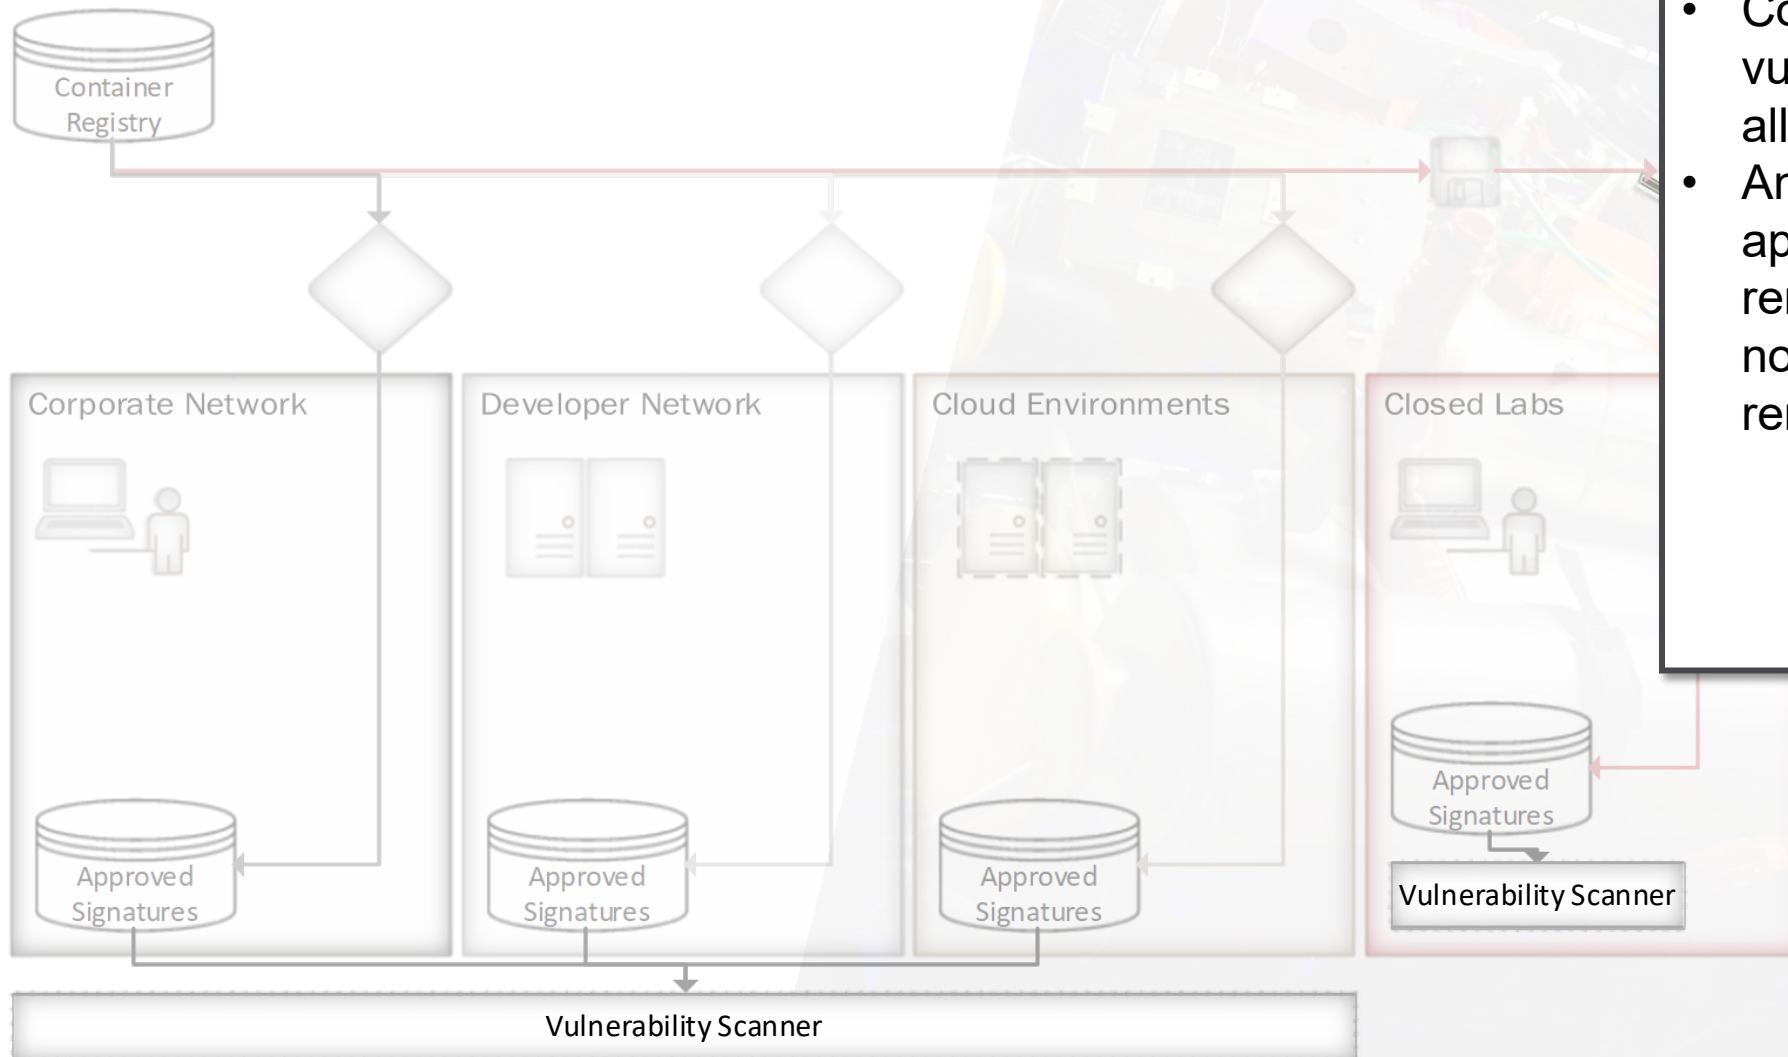 Container
Registry
Corporate Network
Developer Network
Cloud Environments
Closed Labs
Approved
Signatures
Approved
Signatures
Approved
Signatures
Approved
Signatures
Vulnerability Scanner
Vulnerability Scanner